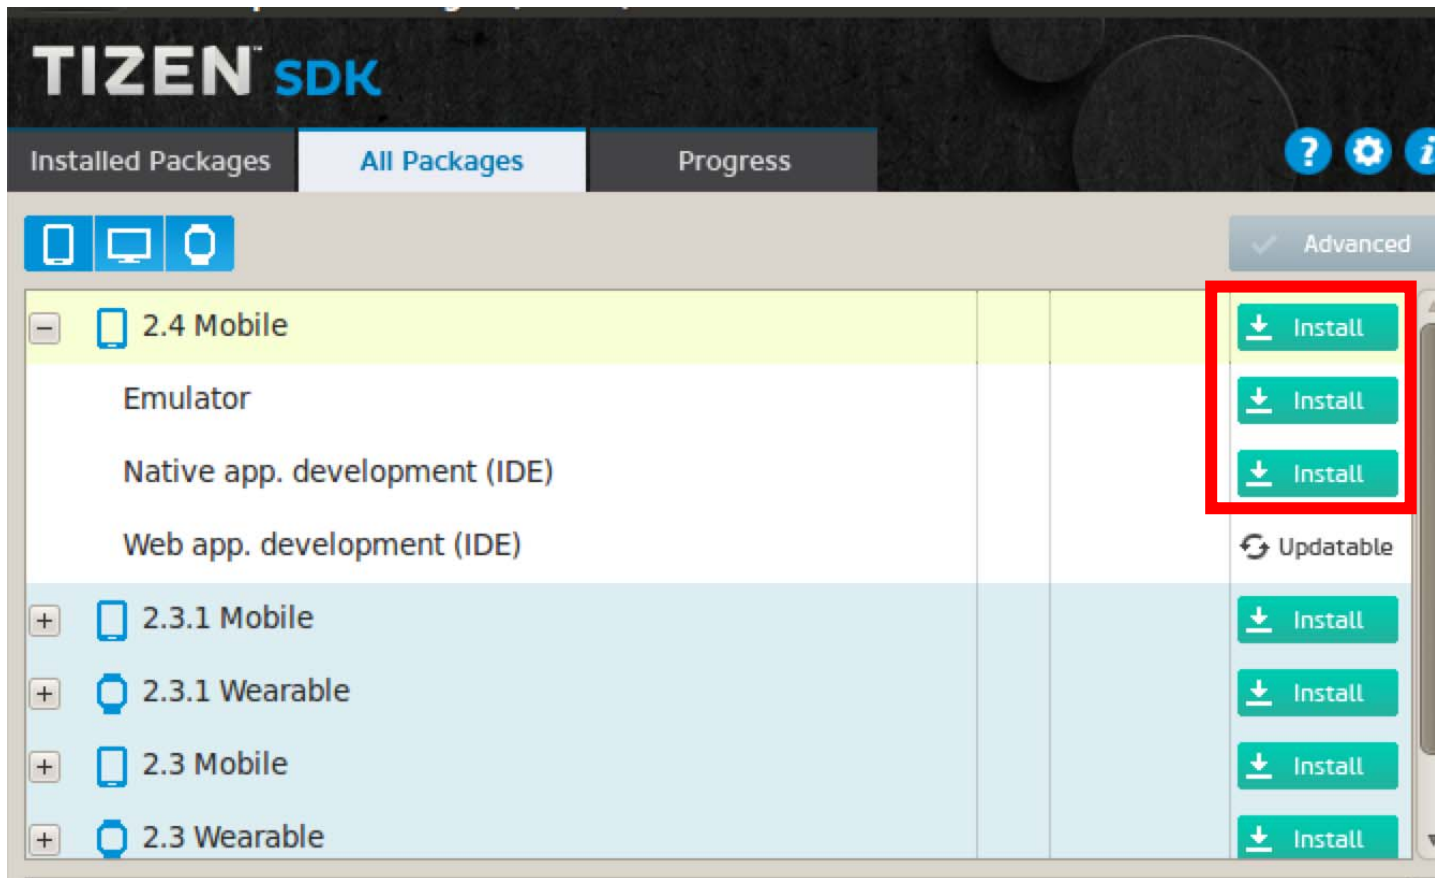 TIZEN™ SDK
Installed Packages All Packages Progress
? i
Advanced
2.4 Mobile Install
Emulator Install
Native app. development (IDE) Install
Web app. development (IDE) Updatable
2.3.1 Mobile Install
2.3.1 Wearable Install
2.3 Mobile Install
2.3 Wearable Install